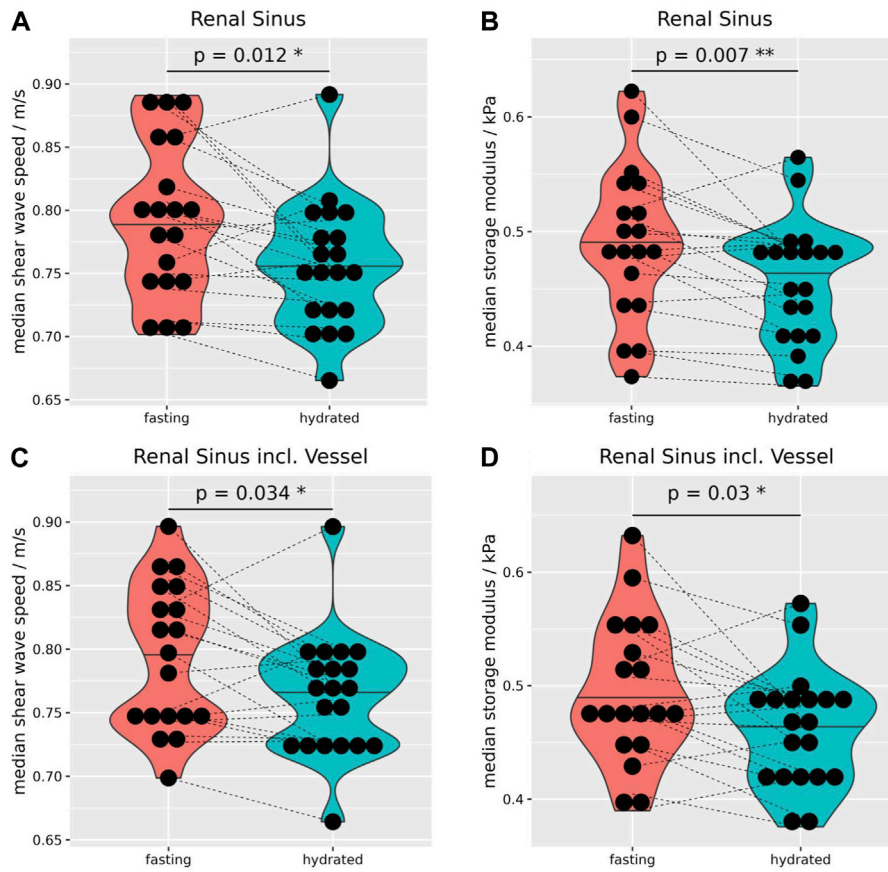 A
Renal Sinus
p = 0.012 *
median shear wave speed / m/s
0.90
0.85
0.80
0.75
0.70
0.65
fasting
hydrated
B
Renal Sinus
p = 0.007 **
median storage modulus / kPa
0.6
0.5
0.4
fasting
hydrated
C
Renal Sinus incl. Vessel
p = 0.034 *
median shear wave speed / m/s
0.90
0.85
0.80
0.75
0.70
0.65
fasting
hydrated
D
Renal Sinus incl. Vessel
p = 0.03 *
median storage modulus / kPa
0.6
0.5
0.4
fasting
hydrated